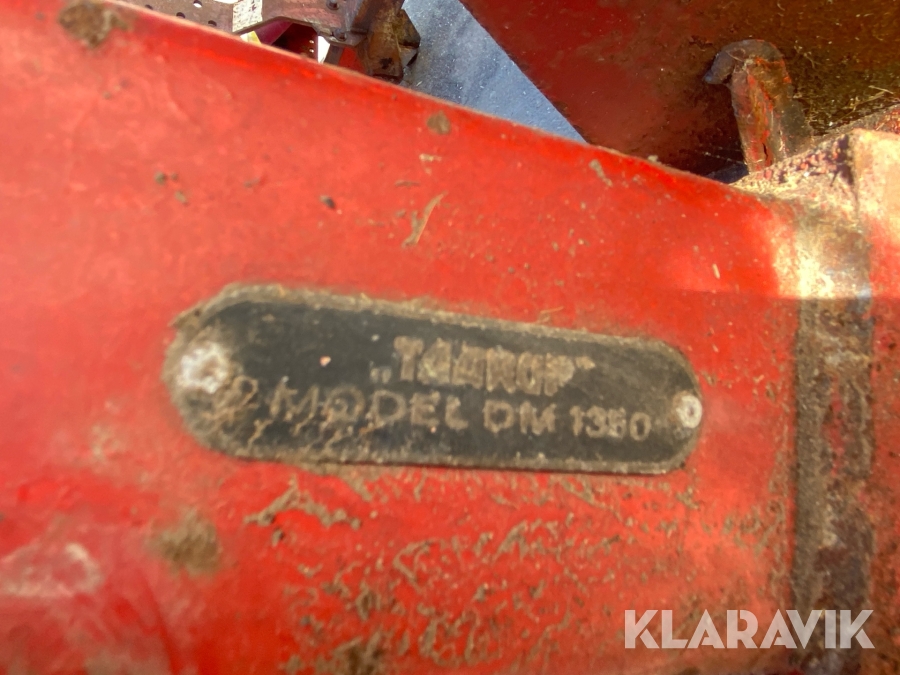 „TAARUP“
MODEL DM 1350
KLARAVIK